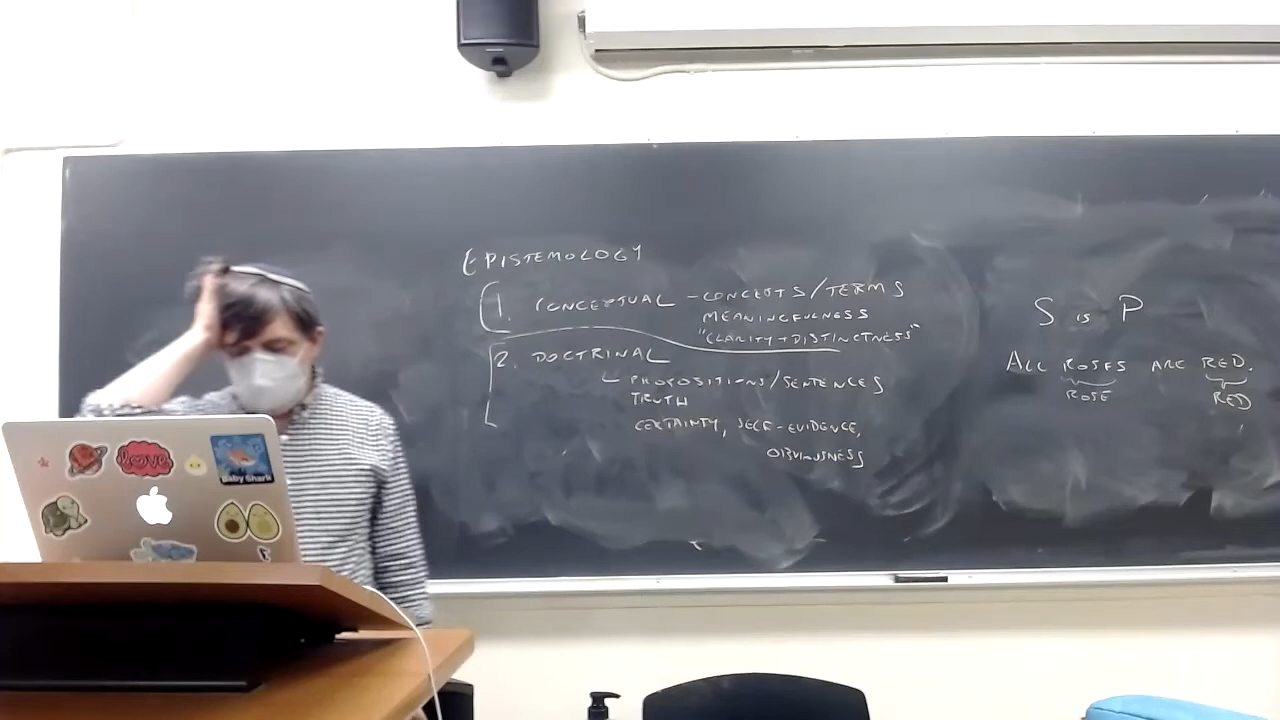 EPISTEMOLOGY
1. CONCEPTUAL - CONCEPTS/TERMS
MEANINGFULNESS
"CLARITY + DISTINCTNESS"
2. DOCTRINAL
PROPOSITIONS/SENTENCES
TRUTH
CERTAINTY, SELF-EVIDENCE,
OBVIOUSNESS
S is P
ALL ROSES ARE RED.
ROSE RED
love
Baby Shark